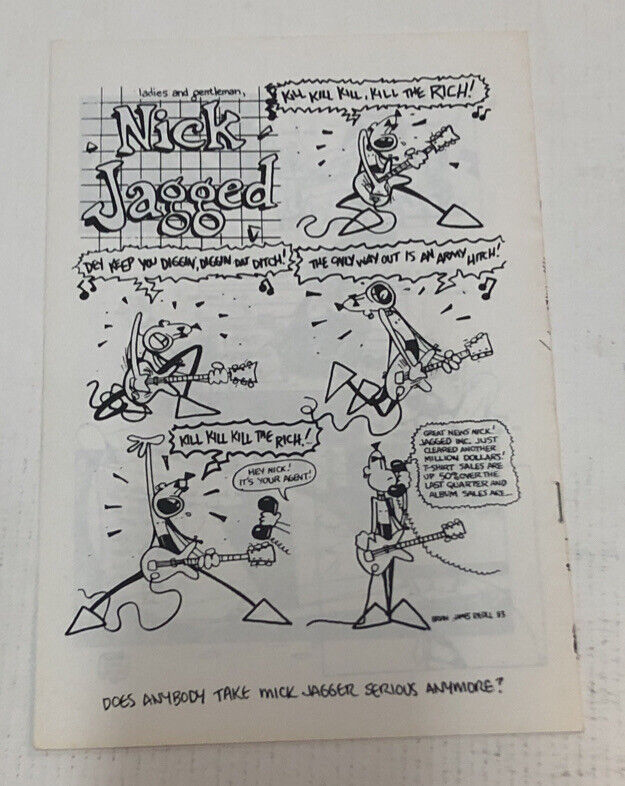 ladies and gentleman,
Nick
Jagged
KILL KILL KILL, KILL THE RICH!
DEY KEEP YOU DIGGIN, DIGGIN DAT DITCH!
THE ONLY WAY OUT IS AN ARMY HITCH!
KILL KILL KILL THE RICH!
HEY NICK!
IT'S YOUR AGENT!
GREAT NEWS NICK!
JAGGED INC. JUST
CLEARED ANOTHER
MILLION DOLLARS!
T-SHIRT SALES ARE
UP 50% OVER THE
LAST QUARTER AND
ALBUM SALES ARE...
BRIAN JAMES 83
DOES ANYBODY TAKE MICK JAGGER SERIOUS ANYMORE?